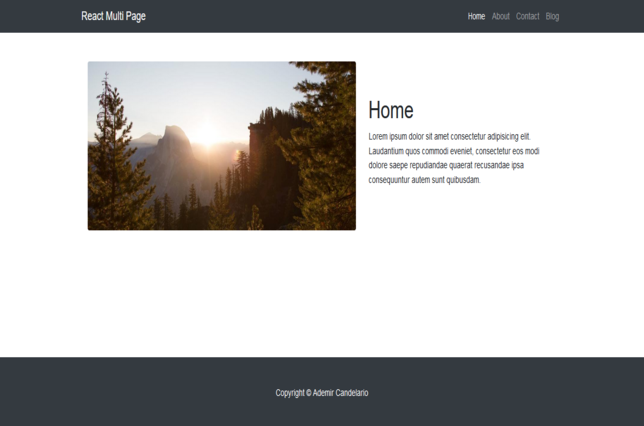 React Multi Page
Home About Contact Blog
Home
Lorem ipsum dolor sit amet consectetur adipisicing elit.
Laudantium quos commodi eveniet, consectetur eos modi
dolore saepe repudiandae quaerat recusandae ipsa
consequuntur autem sunt quibusdam.
Copyright © Ademir Candelario